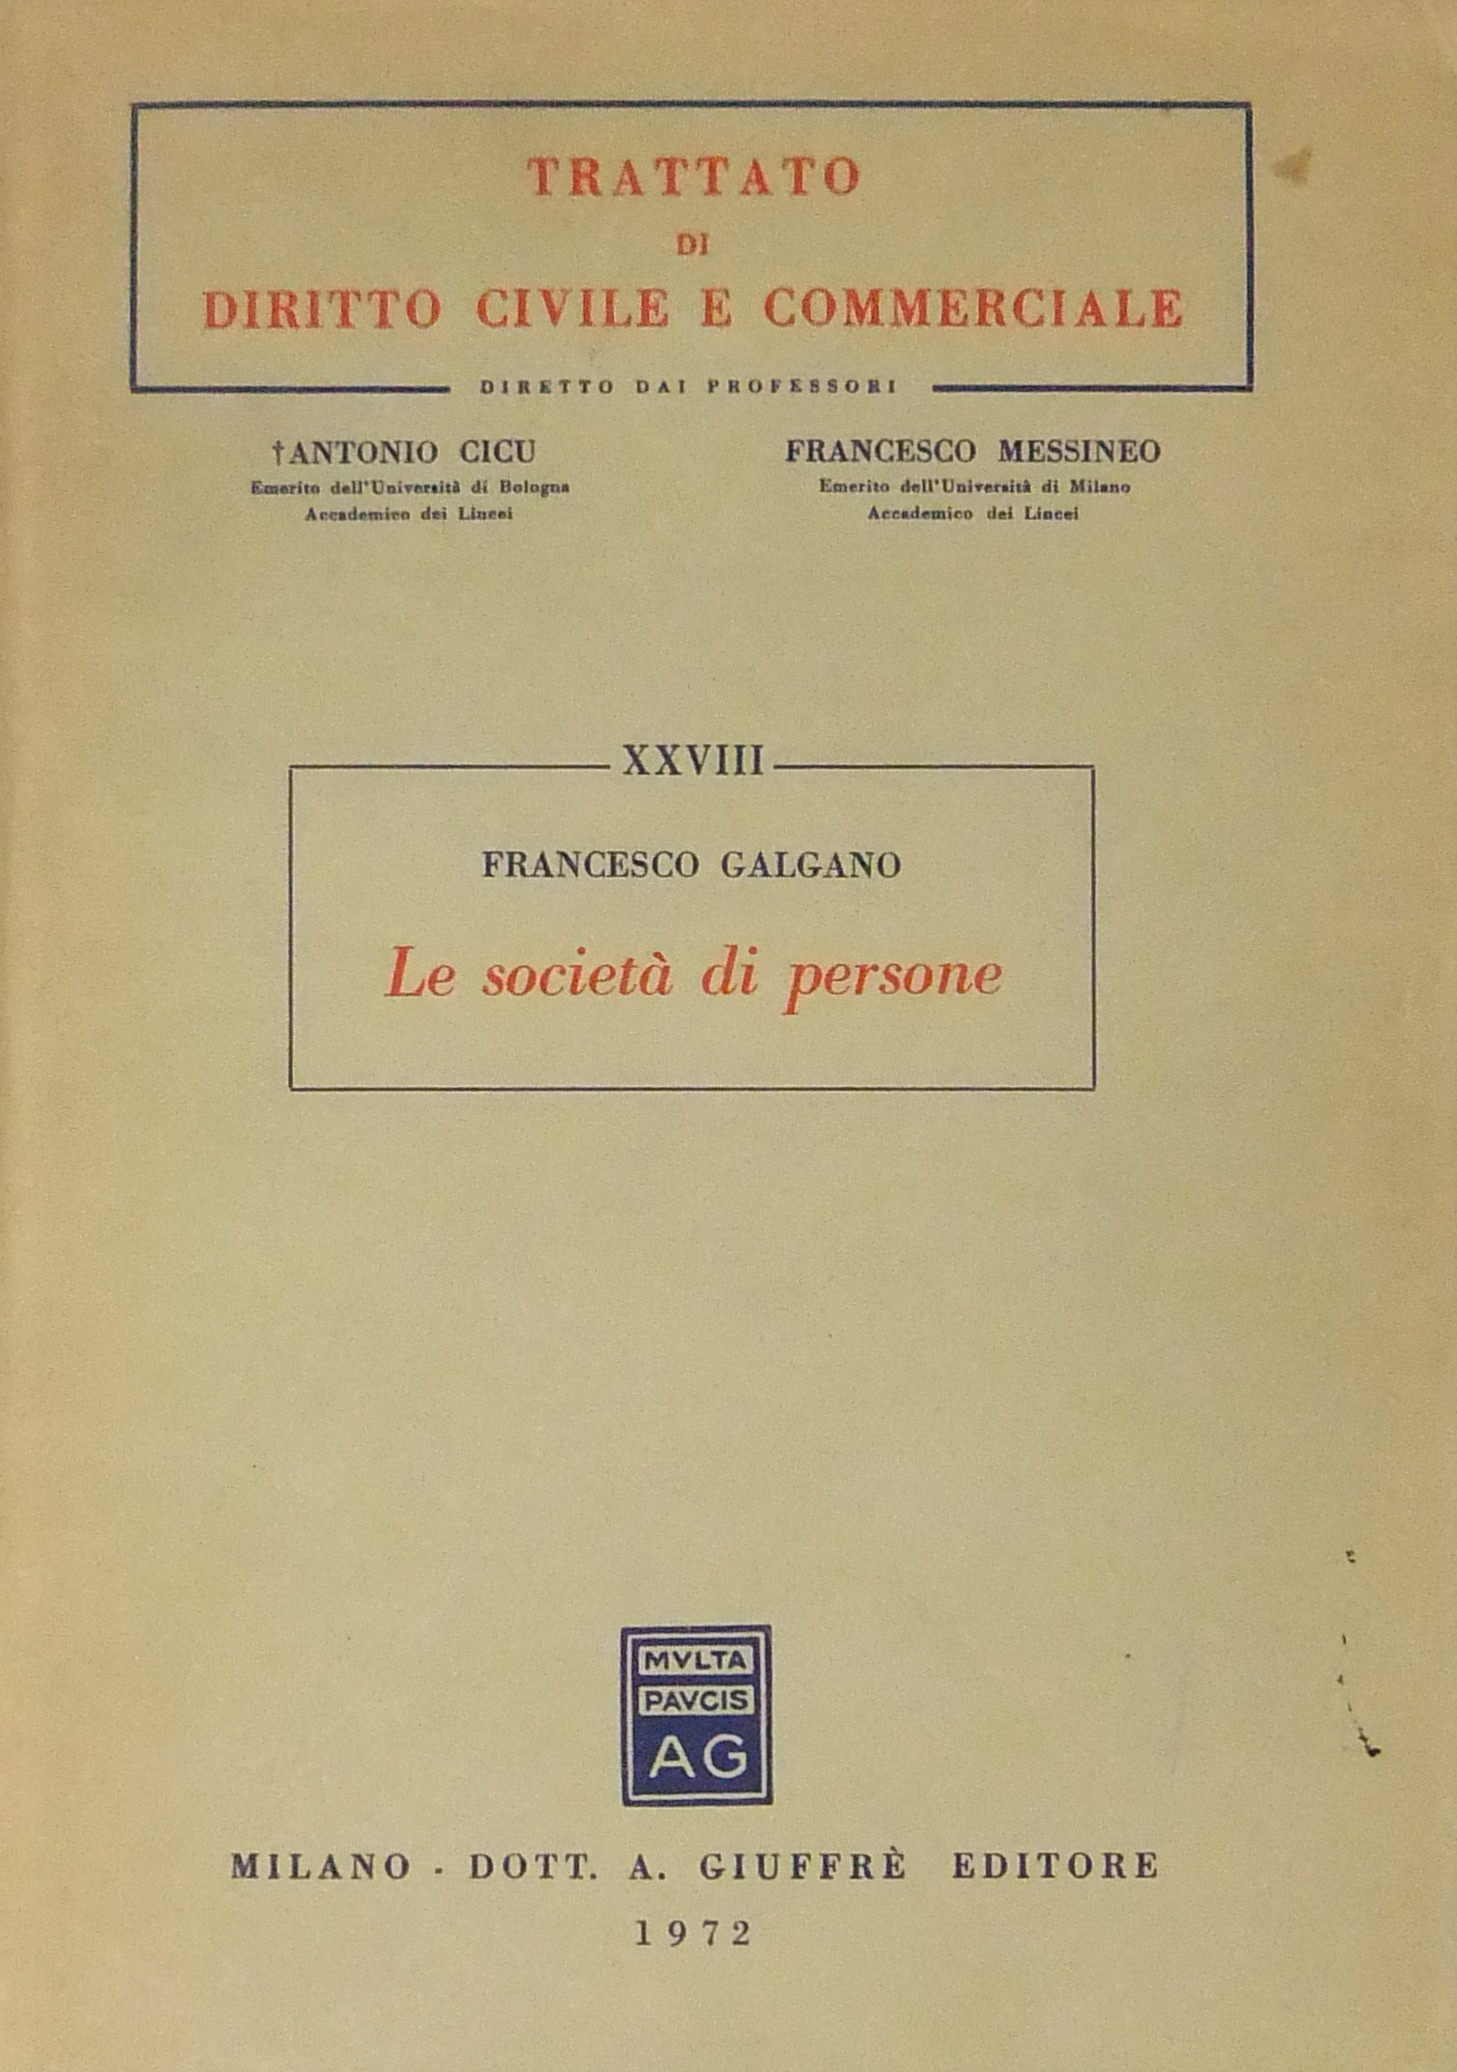 TRATTATO
DI
DIRITTO CIVILE E COMMERCIALE
DIRETTO DAI PROFESSORI
†ANTONIO CICU
Emerito dell'Università di Bologna
Accademico dei Lincei
FRANCESCO MESSINEO
Emerito dell'Università di Milano
Accademico dei Lincei
XXVIII
FRANCESCO GALGANO
Le società di persone
MVLTA
PAVCIS
AG
MILANO - DOTT. A. GIUFFRÈ EDITORE
1972